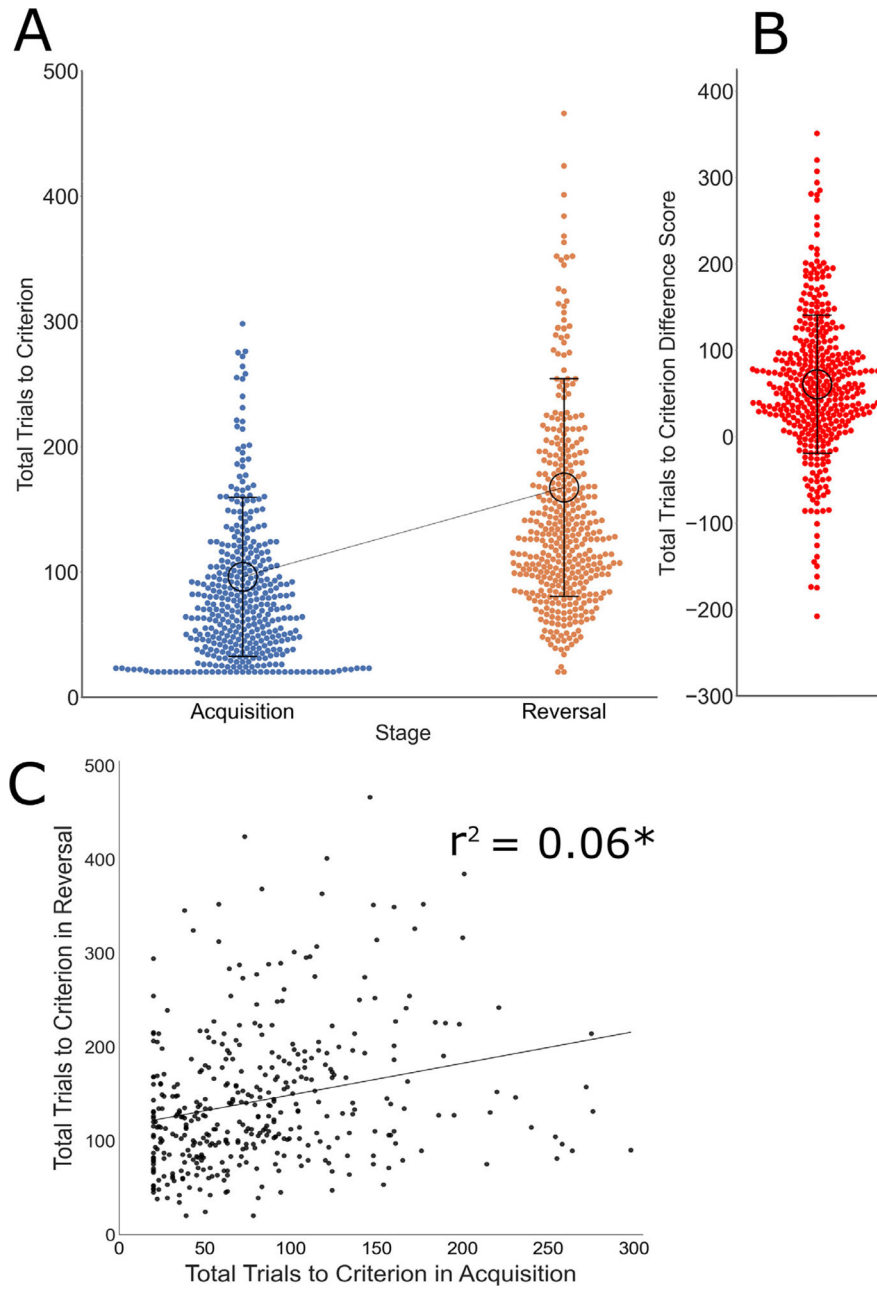 A
500
400
300
200
100
0
Total Trials to Criterion
Acquisition
Reversal
Stage
B
400
300
200
100
0
−100
−200
−300
Total Trials to Criterion Difference Score
C
500
400
300
200
100
0
Total Trials to Criterion in Reversal
r² = 0.06*
0 50 100 150 200 250 300
Total Trials to Criterion in Acquisition